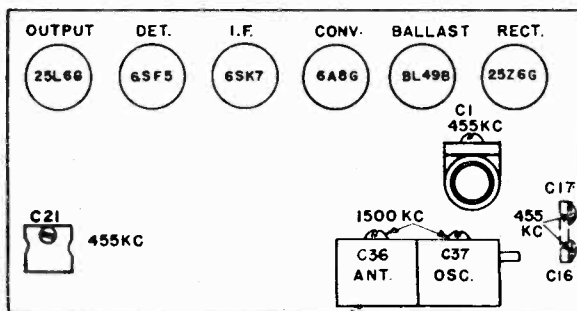 OUTPUT DET. I.F. CONV. BALLAST RECT.
25L6G 6SF5 6SK7 6A8G BL49B 25Z6G
C1
455KC
C17
C21
1500 KC
455
KC
455KC
C36 C37
ANT. OSC.
C16